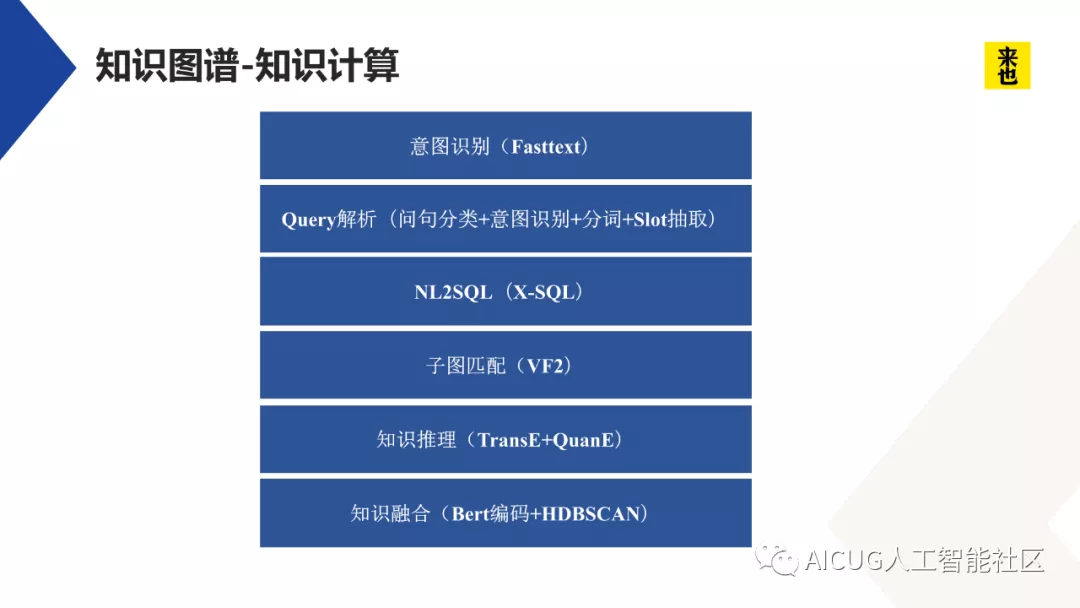 知识图谱-知识计算
来也
意图识别（Fasttext）
Query解析（问句分类+意图识别+分词+Slot抽取）
NL2SQL（X-SQL）
子图匹配（VF2）
知识推理（TransE+QuanE）
知识融合（Bert编码+HDBSCAN）
AICUG人工智能社区